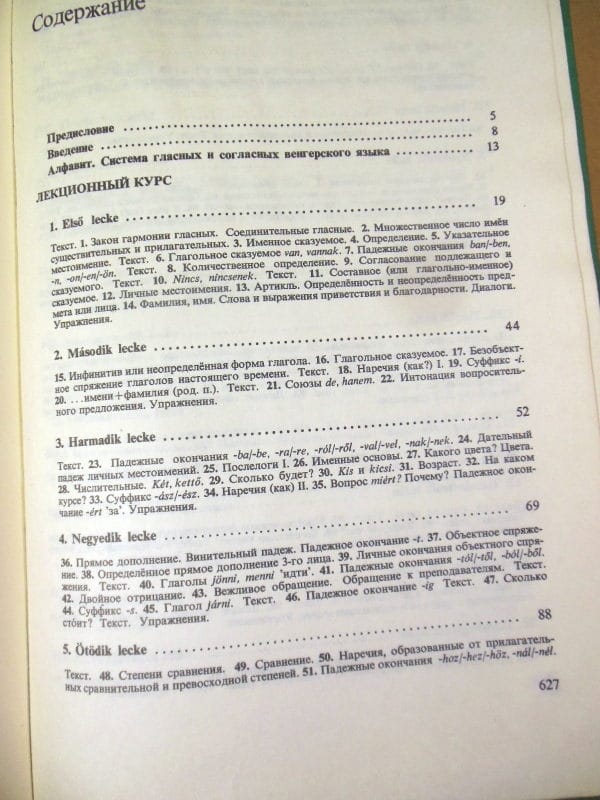 Содержание
Предисловие ........ 5
Введение ........ 8
Алфавит. Система гласных и согласных венгерского языка ........ 13
ЛЕКЦИОННЫЙ КУРС
1. Első lecke ........ 19
Текст. 1. Закон гармонии гласных. Соединительные гласные. 2. Множественное число имён
существительных и прилагательных. 3. Именное сказуемое. 4. Определение. 5. Указательное
местоимение. Текст. 6. Глагольное сказуемое van, vannak. 7. Падежные окончания ban/-ben,
-n, -on/-en/-ön. Текст. 8. Количественное определение. 9. Согласование подлежащего и
сказуемого. Текст. 10. Nincs, nincsenek. Текст. 11. Составное (или глагольно-именное)
сказуемое. 12. Личные местоимения. 13. Артикль. Определённость и неопределённость пред-
мета или лица. 14. Фамилия, имя. Слова и выражения приветствия и благодарности. Диалоги.
Упражнения.
2. Második lecke ........ 44
15. Инфинитив или неопределённая форма глагола. 16. Глагольное сказуемое. 17. Безобъект-
ное спряжение глаголов настоящего времени. Текст. 18. Наречия (как?) I. 19. Суффикс -i.
20. ...имени+фамилия (род. п.). Текст. 21. Союзы de, hanem. 22. Интонация вопроситель-
ного предложения. Упражнения.
3. Harmadik lecke ........ 52
Текст. 23. Падежные окончания -ba/-be, -ra/-re, -ról/-ről, -val/-vel, -nak/-nek. 24. Дательный
падеж личных местоимений. 25. Послелоги I. 26. Именные основы. 27. Какого цвета? Цвета.
28. Числительные. Két, kettő. 29. Сколько будет? 30. Kis и kicsi. 31. Возраст. 32. На каком
курсе? 33. Суффикс -ász/-ész. 34. Наречия (как) II. 35. Вопрос miért? Почему? Падежное окон-
чание -ért ʻзаʼ. Упражнения.
4. Negyedik lecke ........ 69
36. Прямое дополнение. Винительный падеж. Падежное окончание -t. 37. Объектное спряже-
ние. 38. Определённое прямое дополнение 3-го лица. 39. Личные окончания объектного спря-
жения. Текст. 40. Глаголы jönni, menni ʻидтиʼ. 41. Падежные окончания -tól/-től, -ból/-ből.
42. Двойное отрицание. 43. Вежливое обращение. Обращение к преподавателям. Текст.
44. Суффикс -s. 45. Глагол járni. Текст. 46. Падежное окончание -ig Текст. 47. Сколько
стоит? Текст. Упражнения.
5. Ötödik lecke ........ 88
Текст. 48. Степени сравнения. 49. Сравнение. 50. Наречия, образованные от прилагатель-
ных сравнительной и превосходной степеней. 51. Падежные окончания -hoz/-hez/-höz, -nál/-nél.
627